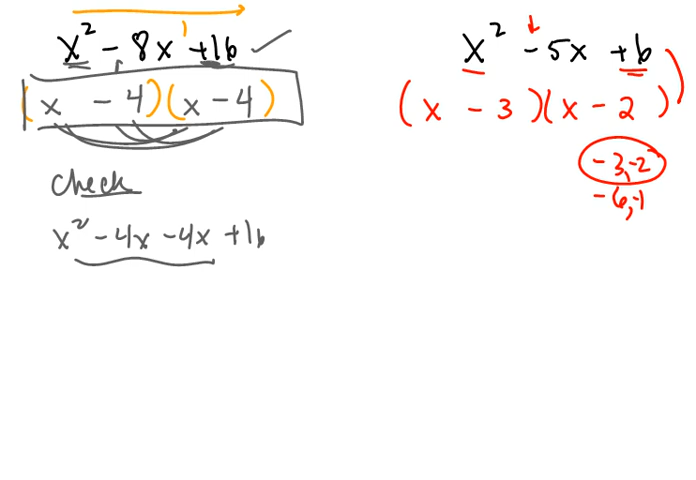 x² - 8x + 16 ✓
(x - 4)(x - 4)
Check
x² - 4x - 4x + 16
x² - 5x + 6
(x - 3)(x - 2)
-3, -2
-6, -1